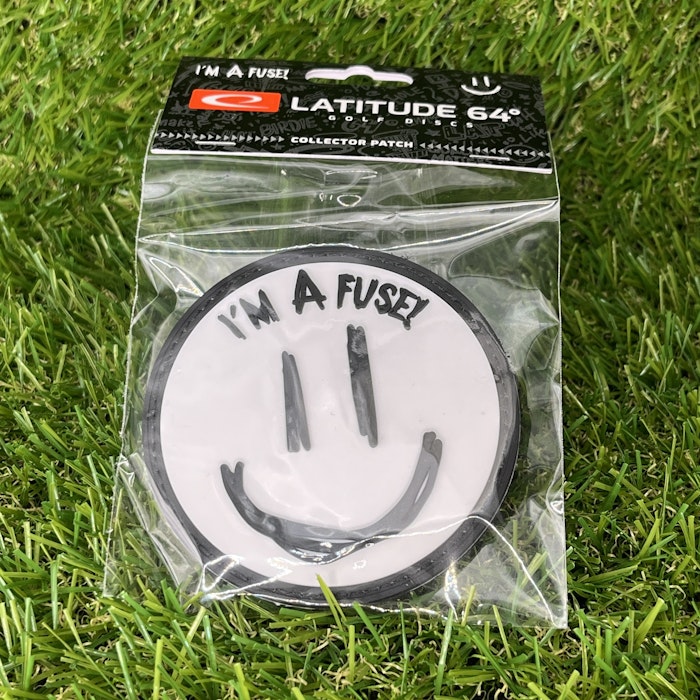 I'M A FUSE!
LATITUDE 64°
GOLF DISCS
COLLECTOR PATCH
I'M A FUSE!